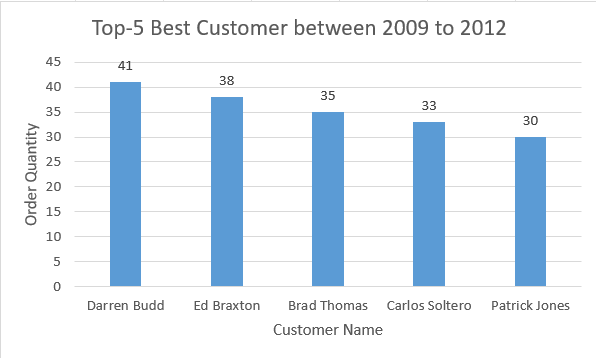 Top-5 Best Customer between 2009 to 2012
Order Quantity
45
40
35
30
25
20
15
10
5
0
41
38
35
33
30
Darren Budd
Ed Braxton
Brad Thomas
Carlos Soltero
Patrick Jones
Customer Name